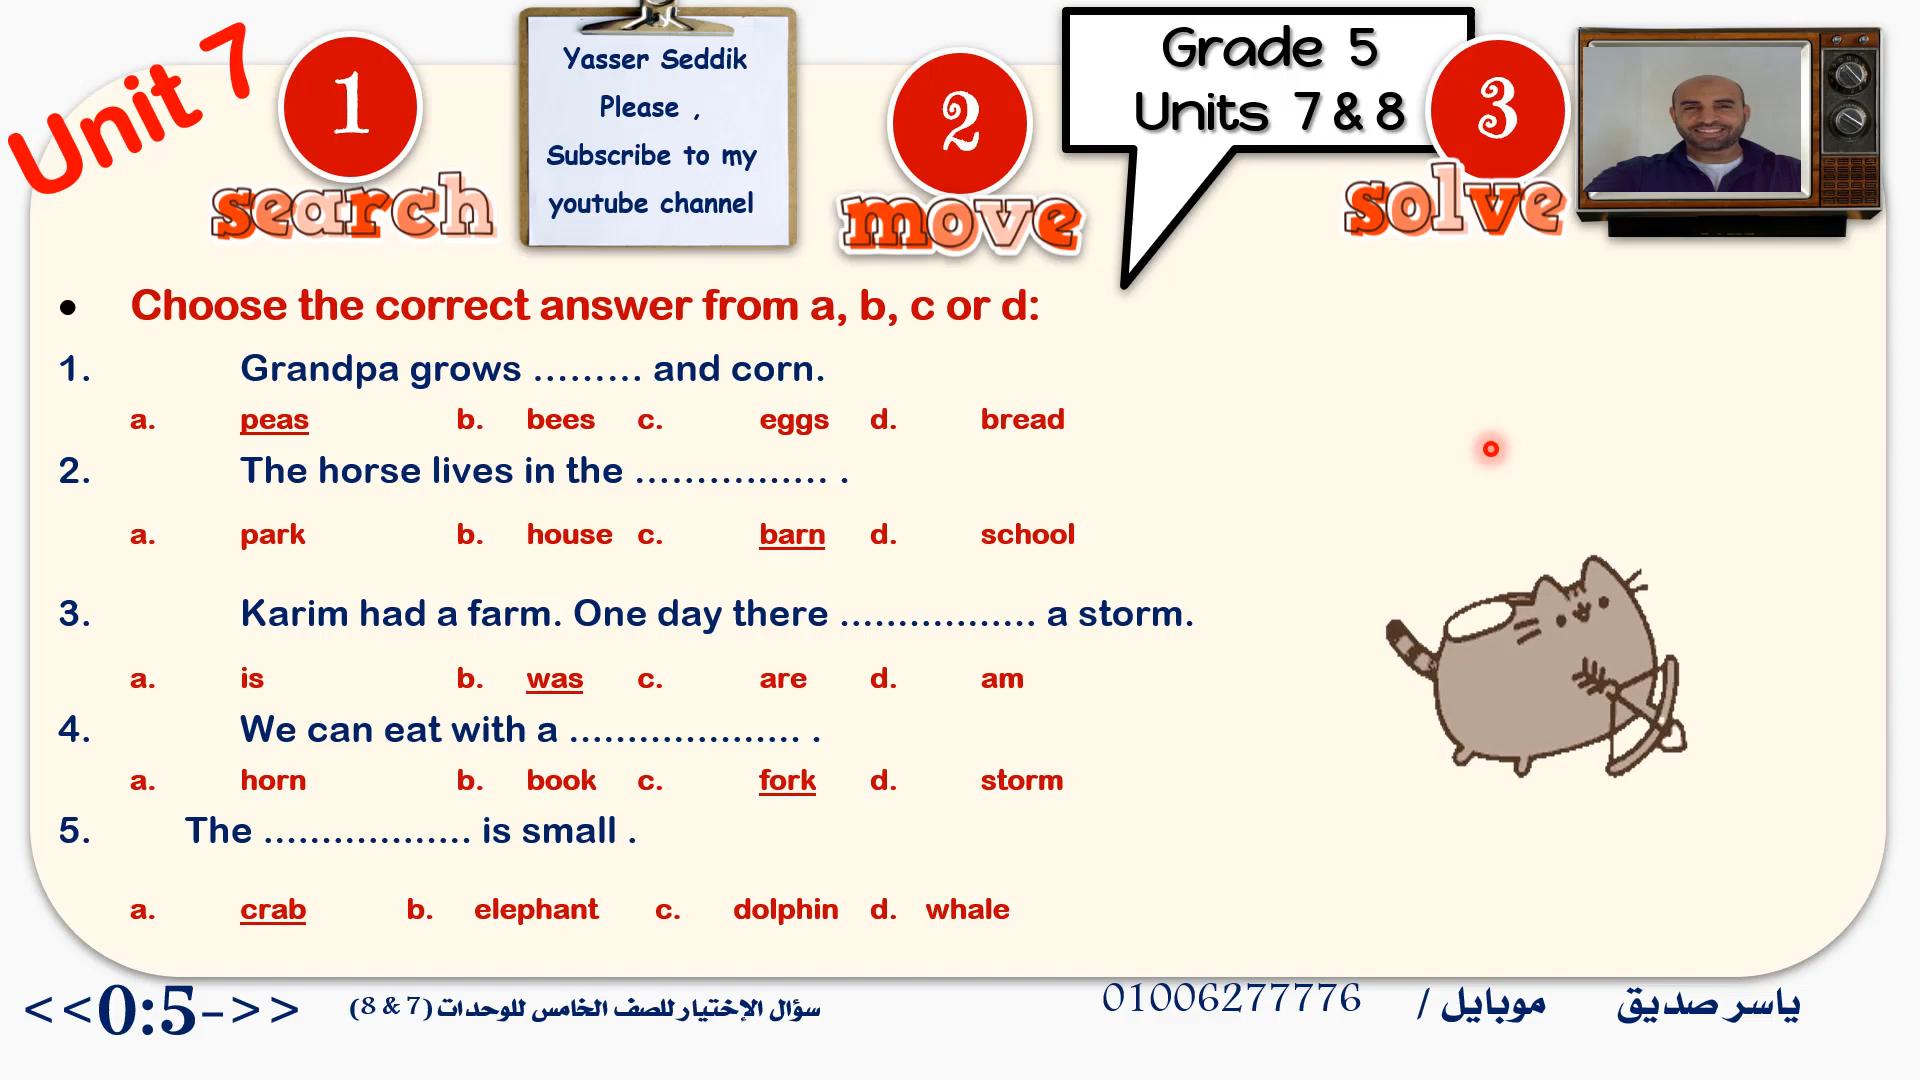 Unit 7
1
search
Yasser Seddik
Please ,
Subscribe to my
youtube channel
2
move
Grade 5
Units 7 & 8
3
solve
• Choose the correct answer from a, b, c or d:
1. Grandpa grows ......... and corn.
a. peas b. bees c. eggs d. bread
2. The horse lives in the ................ .
a. park b. house c. barn d. school
3. Karim had a farm. One day there ................. a storm.
a. is b. was c. are d. am
4. We can eat with a .................... .
a. horn b. book c. fork d. storm
5. The .................. is small .
a. crab b. elephant c. dolphin d. whale
<<0:5->>
سؤال الإختيار للصف الخامس للوحدات (7 & 8)
ياسر صديق موبايل / 01006277776